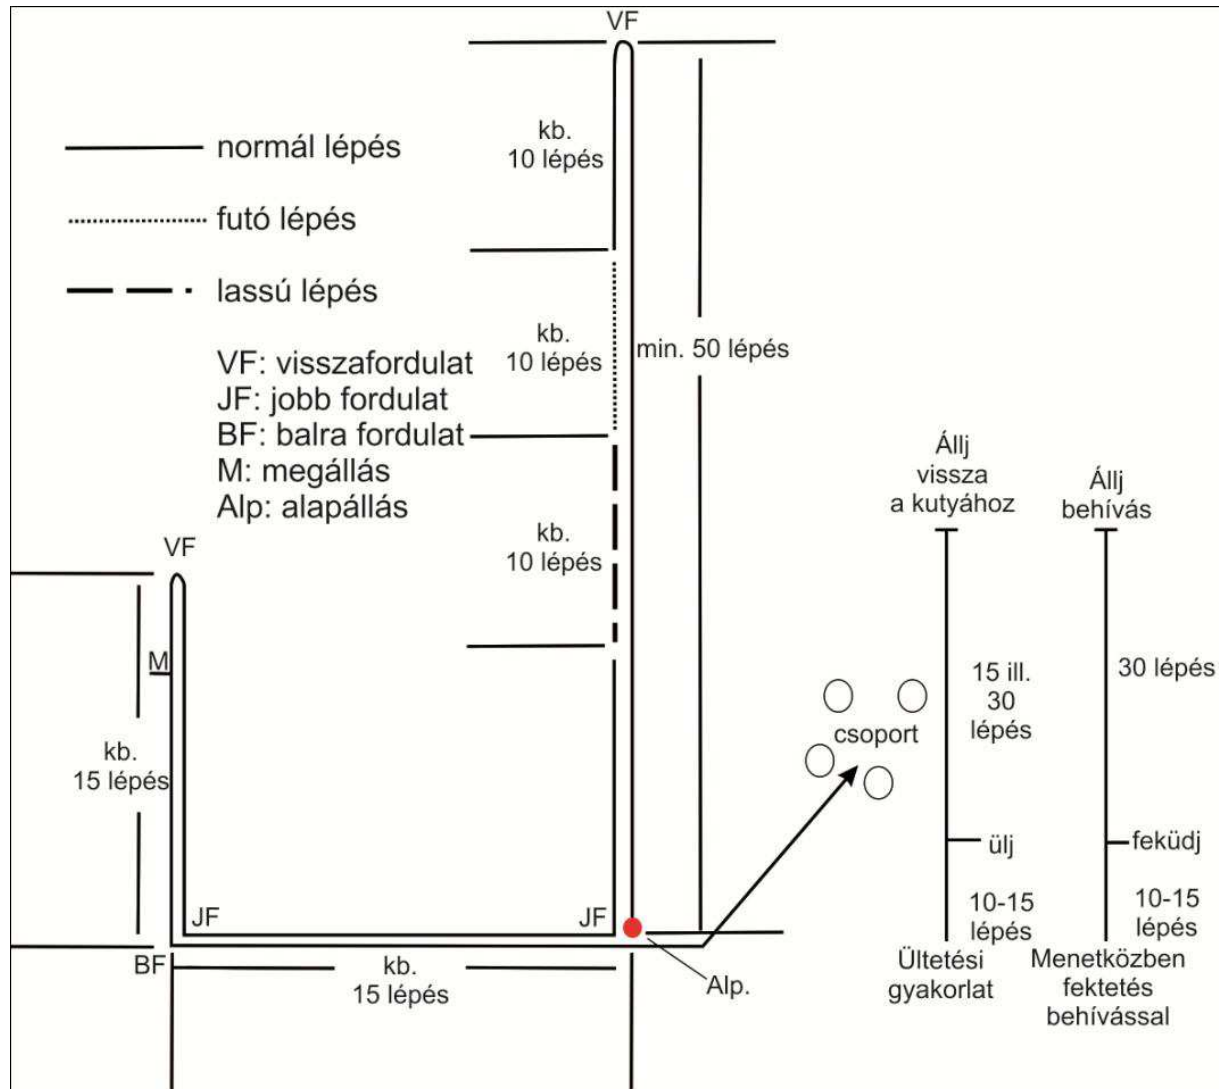 VF
kb.
10 lépés
normál lépés
futó lépés
lassú lépés
kb.
10 lépés
min. 50 lépés
VF: visszafordulat
JF: jobb fordulat
BF: balra fordulat
M: megállás
Alp: alapállás
kb.
10 lépés
Állj
vissza
a kutyához
Állj
behívás
VF
M
kb.
15 lépés
csoport
15 ill.
30
lépés
30 lépés
ülj
feküdj
JF
JF
10-15
lépés
10-15
lépés
BF
kb.
15 lépés
Alp.
Ültetési
gyakorlat
Menetközben
fektetés
behívással